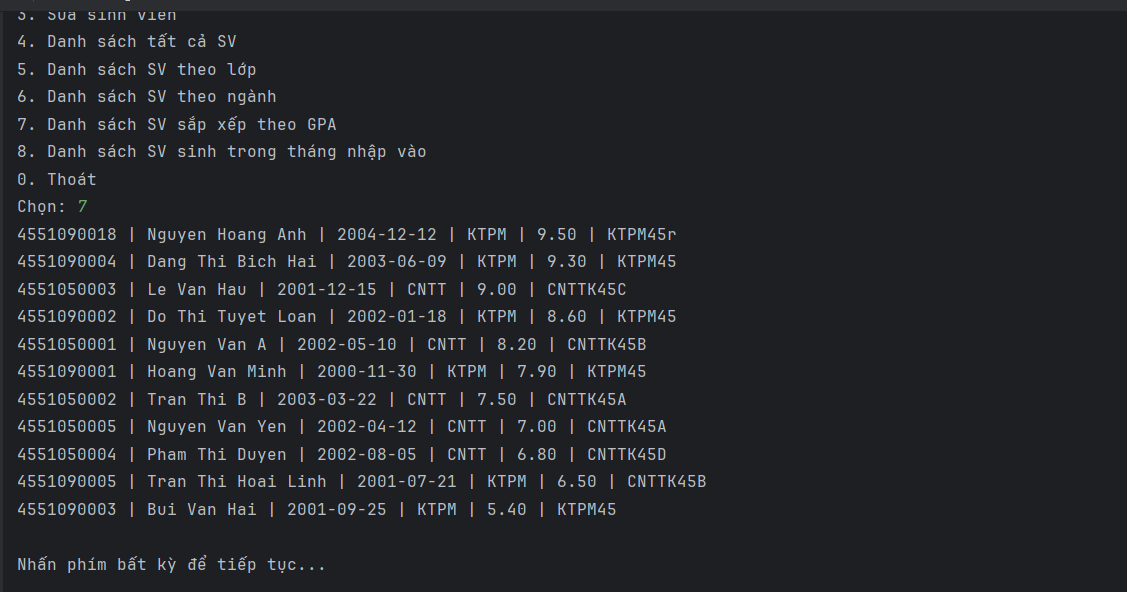 3. Sửa sinh viên
4. Danh sách tất cả SV
5. Danh sách SV theo lớp
6. Danh sách SV theo ngành
7. Danh sách SV sắp xếp theo GPA
8. Danh sách SV sinh trong tháng nhập vào
0. Thoát
Chọn: 7
4551090018 | Nguyen Hoang Anh | 2004-12-12 | KTPM | 9.50 | KTPM45r
4551090004 | Dang Thi Bich Hai | 2003-06-09 | KTPM | 9.30 | KTPM45
4551050003 | Le Van Hau | 2001-12-15 | CNTT | 9.00 | CNTTK45C
4551090002 | Do Thi Tuyet Loan | 2002-01-18 | KTPM | 8.60 | KTPM45
4551050001 | Nguyen Van A | 2002-05-10 | CNTT | 8.20 | CNTTK45B
4551090001 | Hoang Van Minh | 2000-11-30 | KTPM | 7.90 | KTPM45
4551050002 | Tran Thi B | 2003-03-22 | CNTT | 7.50 | CNTTK45A
4551050005 | Nguyen Van Yen | 2002-04-12 | CNTT | 7.00 | CNTTK45A
4551050004 | Pham Thi Duyen | 2002-08-05 | CNTT | 6.80 | CNTTK45D
4551090005 | Tran Thi Hoai Linh | 2001-07-21 | KTPM | 6.50 | CNTTK45B
4551090003 | Bui Van Hai | 2001-09-25 | KTPM | 5.40 | KTPM45
Nhấn phím bất kỳ để tiếp tục...